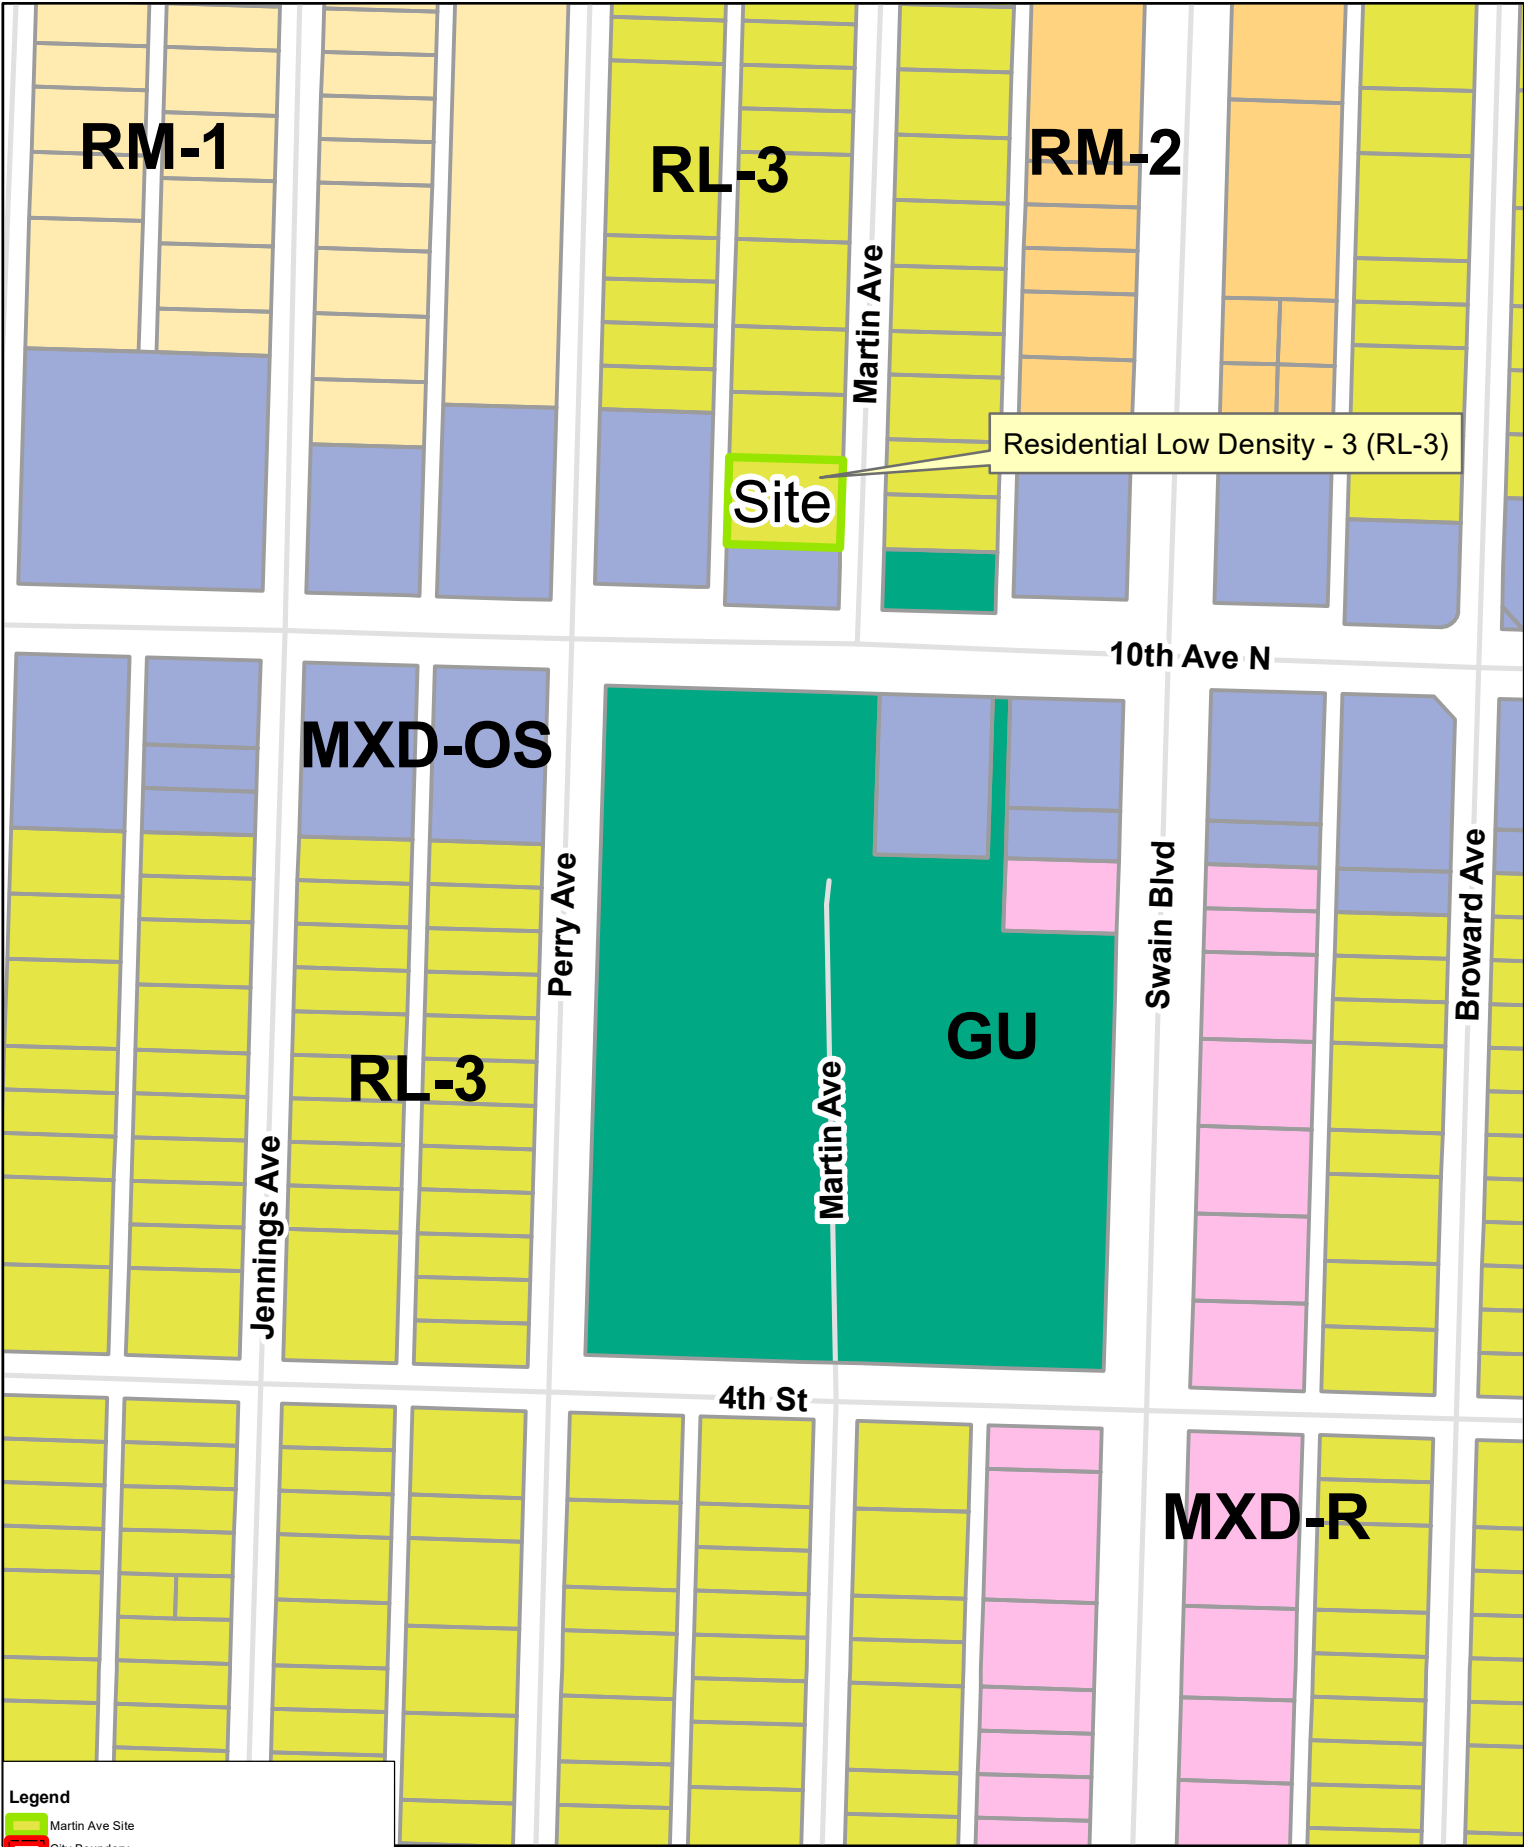 RM-1
RL-3
RM-2
Martin Ave
Residential Low Density - 3 (RL-3)
Site
10th Ave N
MXD-OS
Perry Ave
Swain Blvd
Broward Ave
GU
RL-3
Martin Ave
Jennings Ave
4th St
MXD-R
Legend
Martin Ave Site
City Boundary